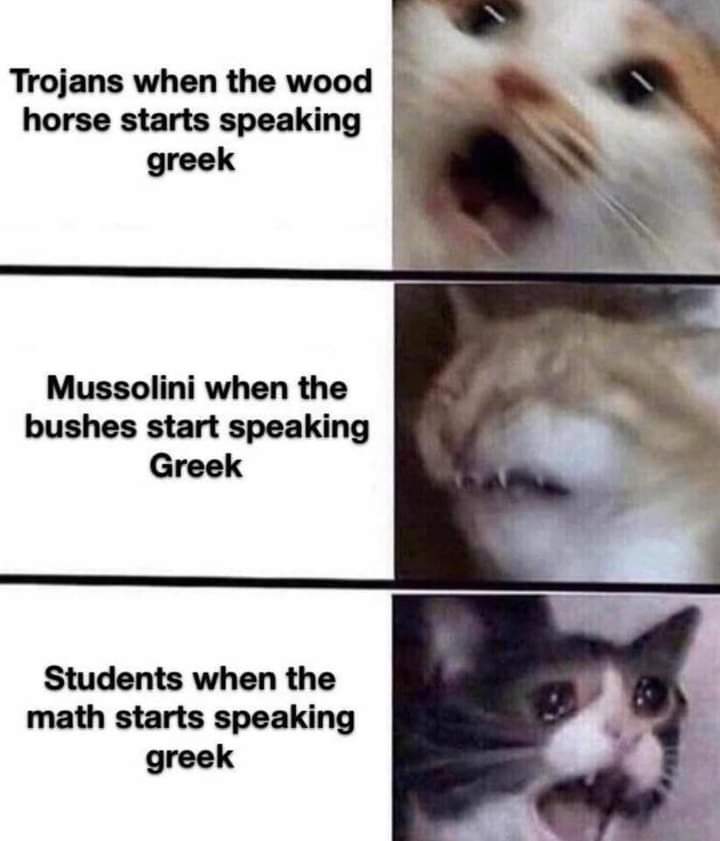 Trojans when the wood
horse starts speaking
greek
Mussolini when the
bushes start speaking
Greek
Students when the
math starts speaking
greek